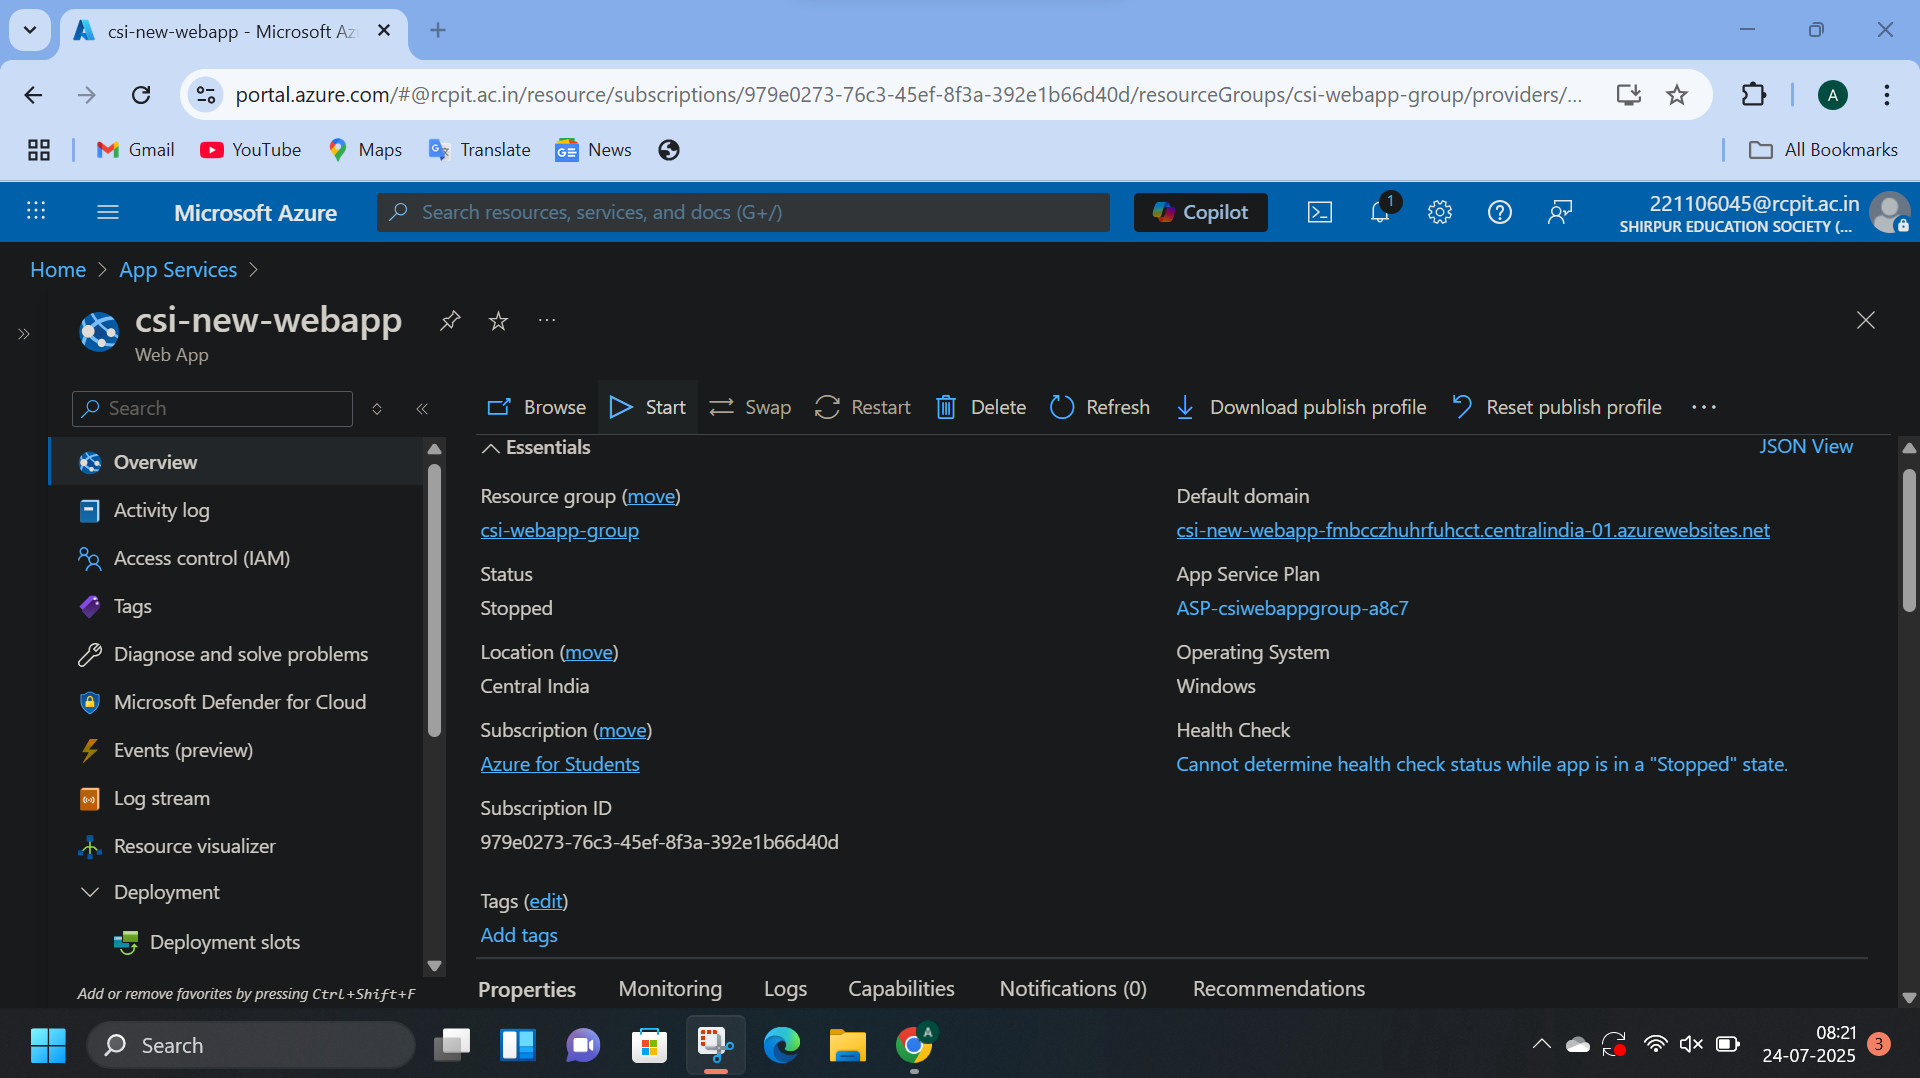 csi-new-webapp - Microsoft Az
portal.azure.com/#@rcpit.ac.in/resource/subscriptions/979e0273-76c3-45ef-8f3a-392e1b66d40d/resourceGroups/csi-webapp-group/providers/...
A
Gmail
YouTube
Maps
Translate
News
All Bookmarks
Microsoft Azure
Search resources, services, and docs (G+/)
Copilot
1
221106045@rcpit.ac.in
SHIRPUR EDUCATION SOCIETY (...
Home > App Services >
csi-new-webapp
Web App
Search
Browse
Start
Swap
Restart
Delete
Refresh
Download publish profile
Reset publish profile
Overview
Activity log
Access control (IAM)
Tags
Diagnose and solve problems
Microsoft Defender for Cloud
Events (preview)
Log stream
Resource visualizer
Deployment
Deployment slots
Add or remove favorites by pressing Ctrl+Shift+F
Essentials
JSON View
Resource group (move)
csi-webapp-group
Status
Stopped
Location (move)
Central India
Subscription (move)
Azure for Students
Subscription ID
979e0273-76c3-45ef-8f3a-392e1b66d40d
Tags (edit)
Add tags
Default domain
csi-new-webapp-fmbcczhuhrfuhcct.centralindia-01.azurewebsites.net
App Service Plan
ASP-csiwebappgroup-a8c7
Operating System
Windows
Health Check
Cannot determine health check status while app is in a "Stopped" state.
Properties
Monitoring
Logs
Capabilities
Notifications (0)
Recommendations
Search
A
08:21
24-07-2025
3